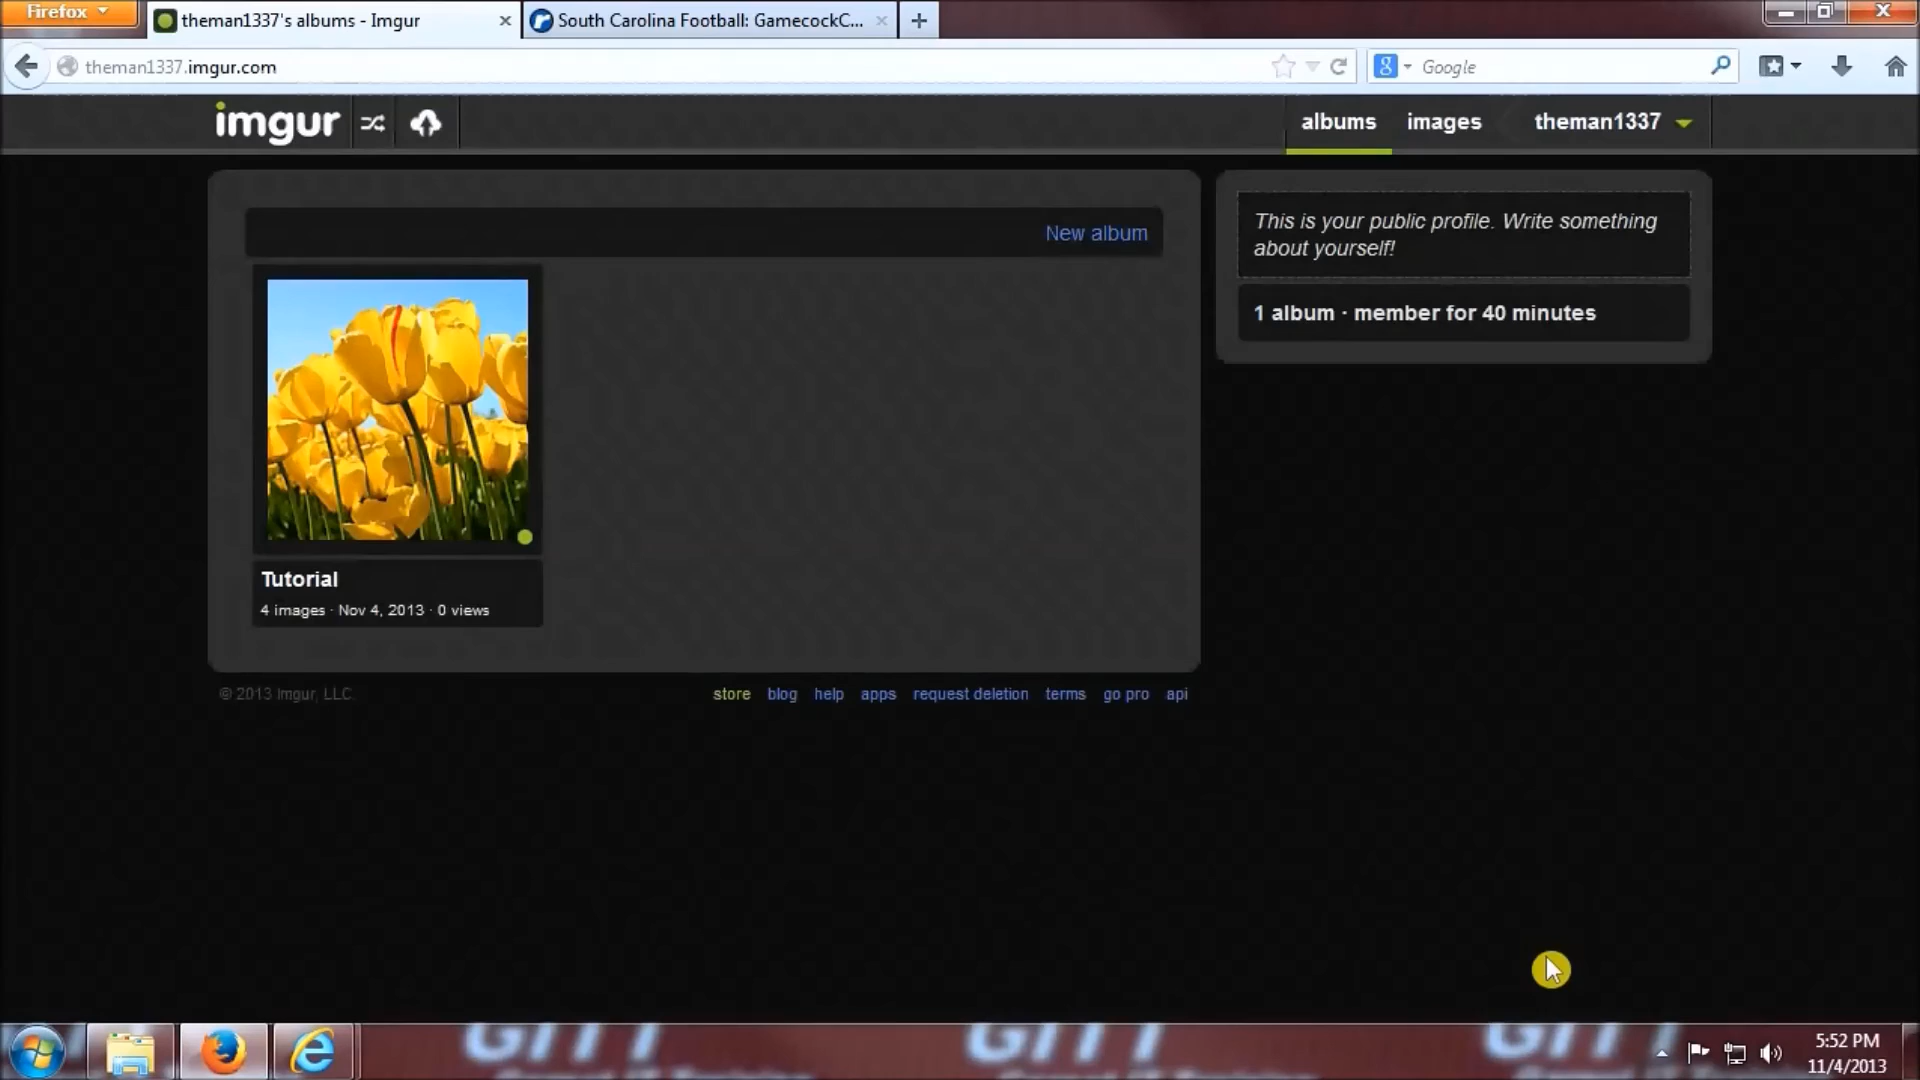 Firefox
theman1337's albums - Imgur
South Carolina Football: GamecockC...
theman1337.imgur.com
Google
imgur
albums
images
theman1337
New album
This is your public profile. Write something
about yourself!
1 album · member for 40 minutes
Tutorial
4 images · Nov 4, 2013 · 0 views
© 2013 Imgur, LLC.
store blog help apps request deletion terms go pro api
5:52 PM
11/4/2013